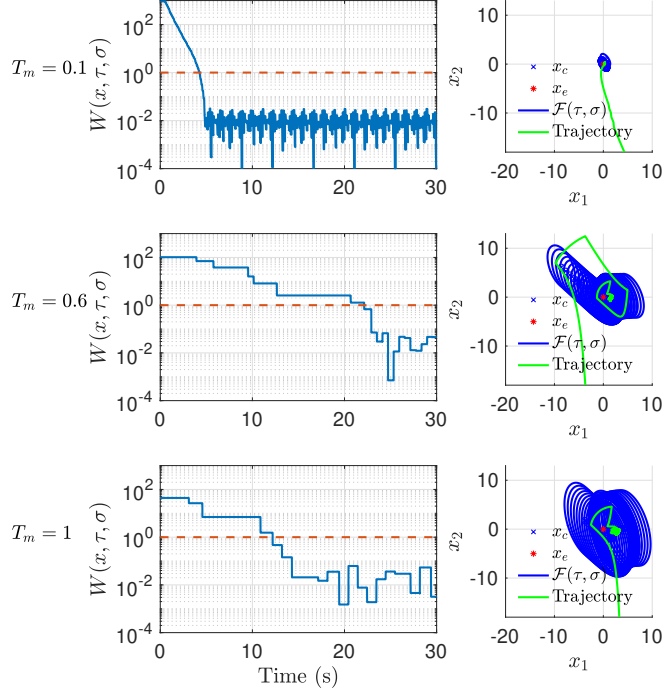 T_m = 0.1
W(x, τ, σ)
10^2
10^0
10^-2
10^-4
0
10
20
30
x_2
10
0
-10
x_c
x_e
F(τ, σ)
Trajectory
-20
-10
0
10
x_1
T_m = 0.6
W(x, τ, σ)
10^2
10^0
10^-2
10^-4
0
10
20
30
x_2
10
0
-10
x_c
x_e
F(τ, σ)
Trajectory
-20
-10
0
10
x_1
T_m = 1
W(x, τ, σ)
10^2
10^0
10^-2
10^-4
0
10
20
30
Time (s)
x_2
10
0
-10
x_c
x_e
F(τ, σ)
Trajectory
-20
-10
0
10
x_1